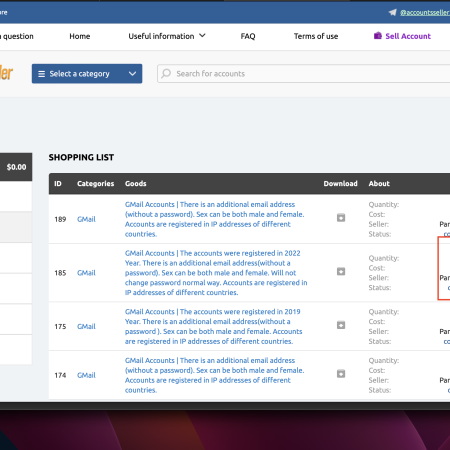 ore
@accountsseller
question
Home
Useful information
FAQ
Terms of use
Sell Account
ler
Select a category
Search for accounts
$0.00
SHOPPING LIST
ID Categories Goods Download About
189 GMail
GMail Accounts | There is an additional email address
(without a password). Sex can be both male and female.
Accounts are registered in IP addresses of different
countries.
Quantity:
Cost:
Seller:
Status:
Par
co
185 GMail
GMail Accounts | The accounts were registered in 2022
Year. There is an additional email address(without a
password). Sex can be both male and female. Will not
change password normal way. Accounts are registered in
IP addresses of different countries.
Quantity:
Cost:
Seller:
Status:
Par
c
175 GMail
GMail Accounts | The accounts were registered in 2019
Year. There is an additional email address(without a
password ). Sex can be both male and female. Accounts
are registered in IP addresses of different countries.
Quantity:
Cost:
Seller:
Status:
Par
co
174 GMail
GMail Accounts | There is an additional email address
(without a password). Sex can be both male and female.
Accounts are registered in IP addresses of different
countries.
Quantity:
Cost:
Seller:
Status:
Par
co